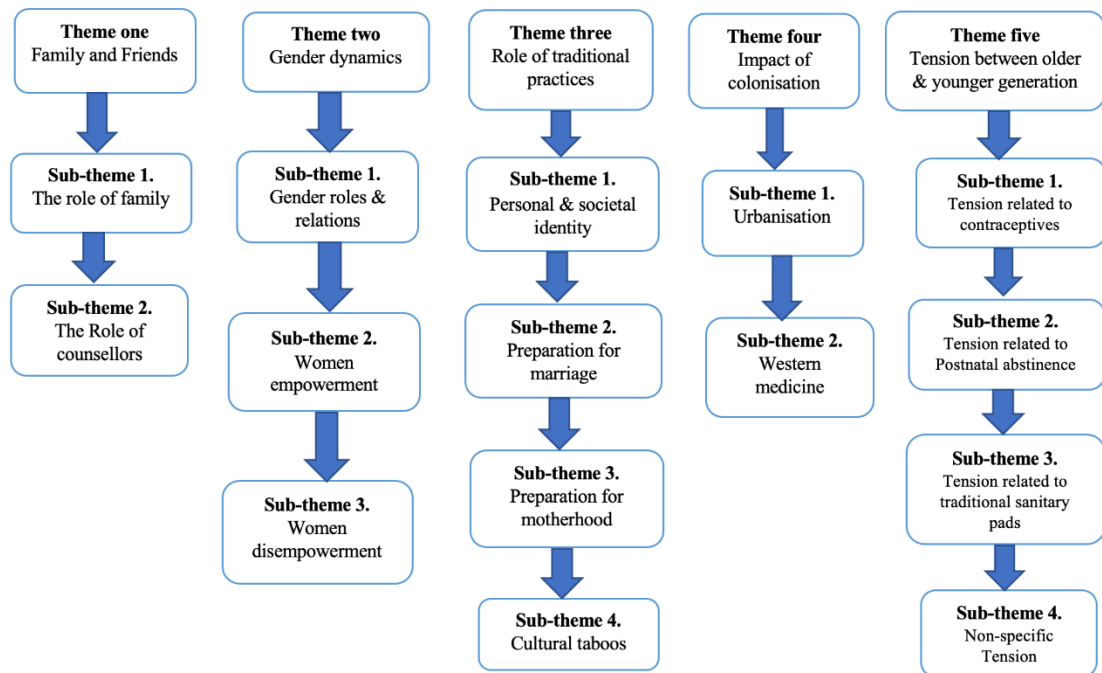 Theme one
Family and Friends
Sub-theme 1.
The role of family
Sub-theme 2.
The Role of
counsellors
Theme two
Gender dynamics
Sub-theme 1.
Gender roles &
relations
Sub-theme 2.
Women
empowerment
Sub-theme 3.
Women
disempowerment
Theme three
Role of traditional
practices
Sub-theme 1.
Personal & societal
identity
Sub-theme 2.
Preparation for
marriage
Sub-theme 3.
Preparation for
motherhood
Sub-theme 4.
Cultural taboos
Theme four
Impact of
colonisation
Sub-theme 1.
Urbanisation
Sub-theme 2.
Western
medicine
Theme five
Tension between older
& younger generation
Sub-theme 1.
Tension related to
contraceptives
Sub-theme 2.
Tension related to
Postnatal abstinence
Sub-theme 3.
Tension related to
traditional sanitary
pads
Sub-theme 4.
Non-specific
Tension